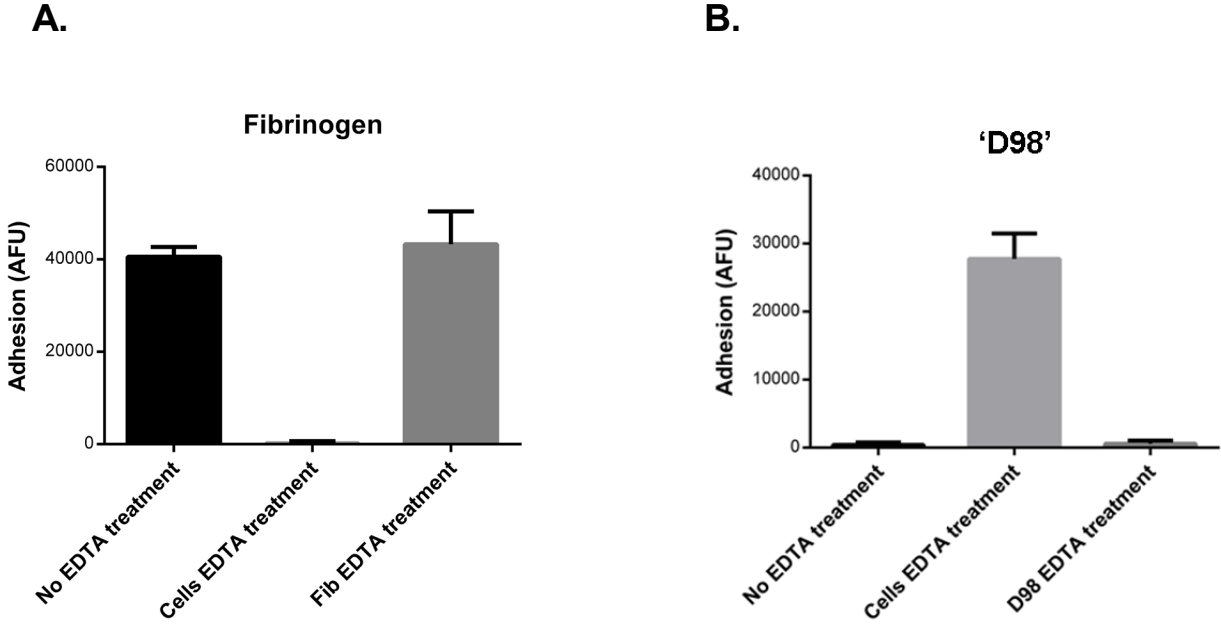 A.
Fibrinogen
Adhesion (AFU)
60000
40000
20000
0
No EDTA treatment
Cells EDTA treatment
Fib EDTA treatment
B.
‘D98’
Adhesion (AFU)
40000
30000
20000
10000
0
No EDTA treatment
Cells EDTA treatment
D98 EDTA treatment